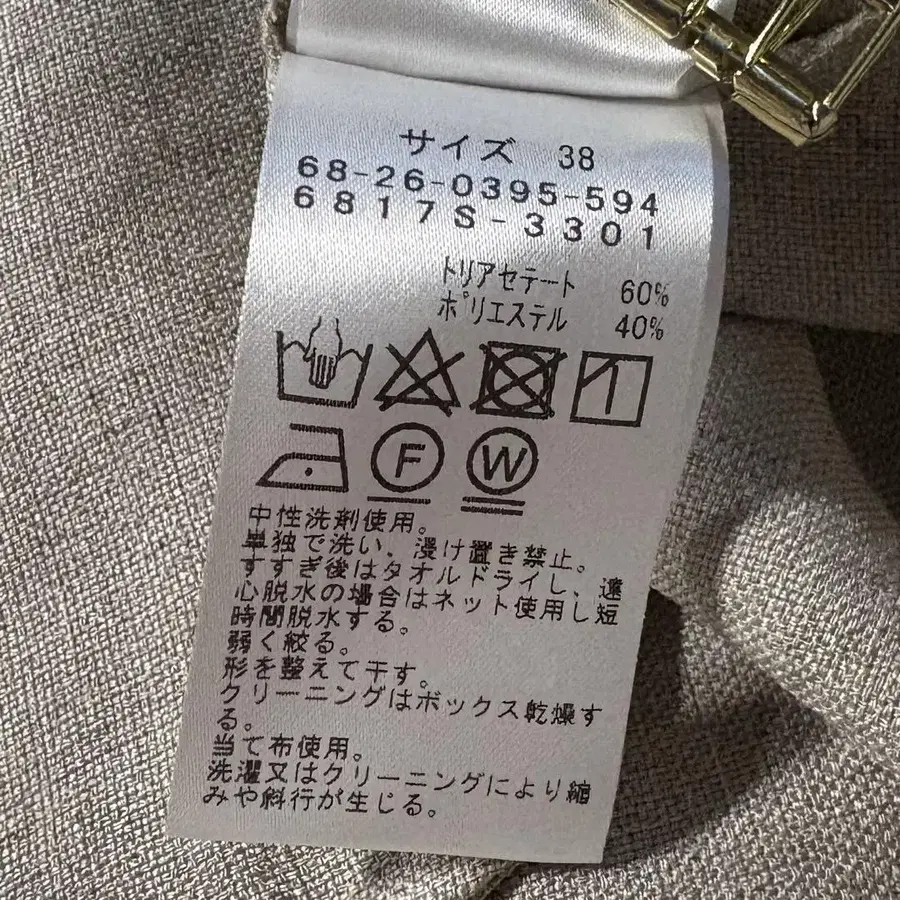 サイズ 38
68-26-0395-594
6817S-3301
トリアセテート 60%
ポリエステル 40%
F W
中性洗剤使用。
単独で洗い、浸け置き禁止。
すすぎ後はタオルドライし、遠
心脱水の場合はネット使用し短
時間脱水する。
弱く絞る。
形を整えて干す。
クリーニングはボックス乾燥す
る。
当て布使用。
洗濯又はクリーニングにより縮
みや斜行が生じる。